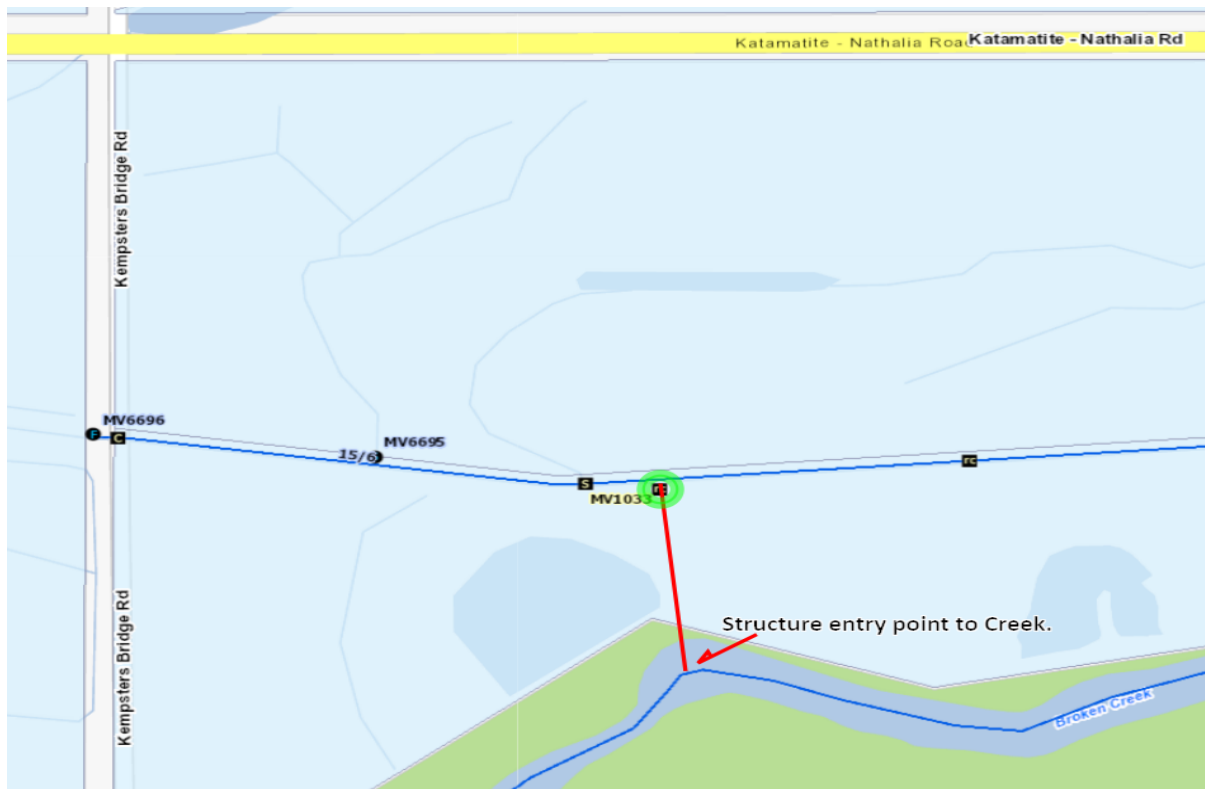 Katamatite - Nathalia Road
Katamatite - Nathalia Rd
Kempsters Bridge Rd
MV6696
F
C
MV6695
15/6
S
MV1033
rc
Structure entry point to Creek.
Kempsters Bridge Rd
Broken Creek